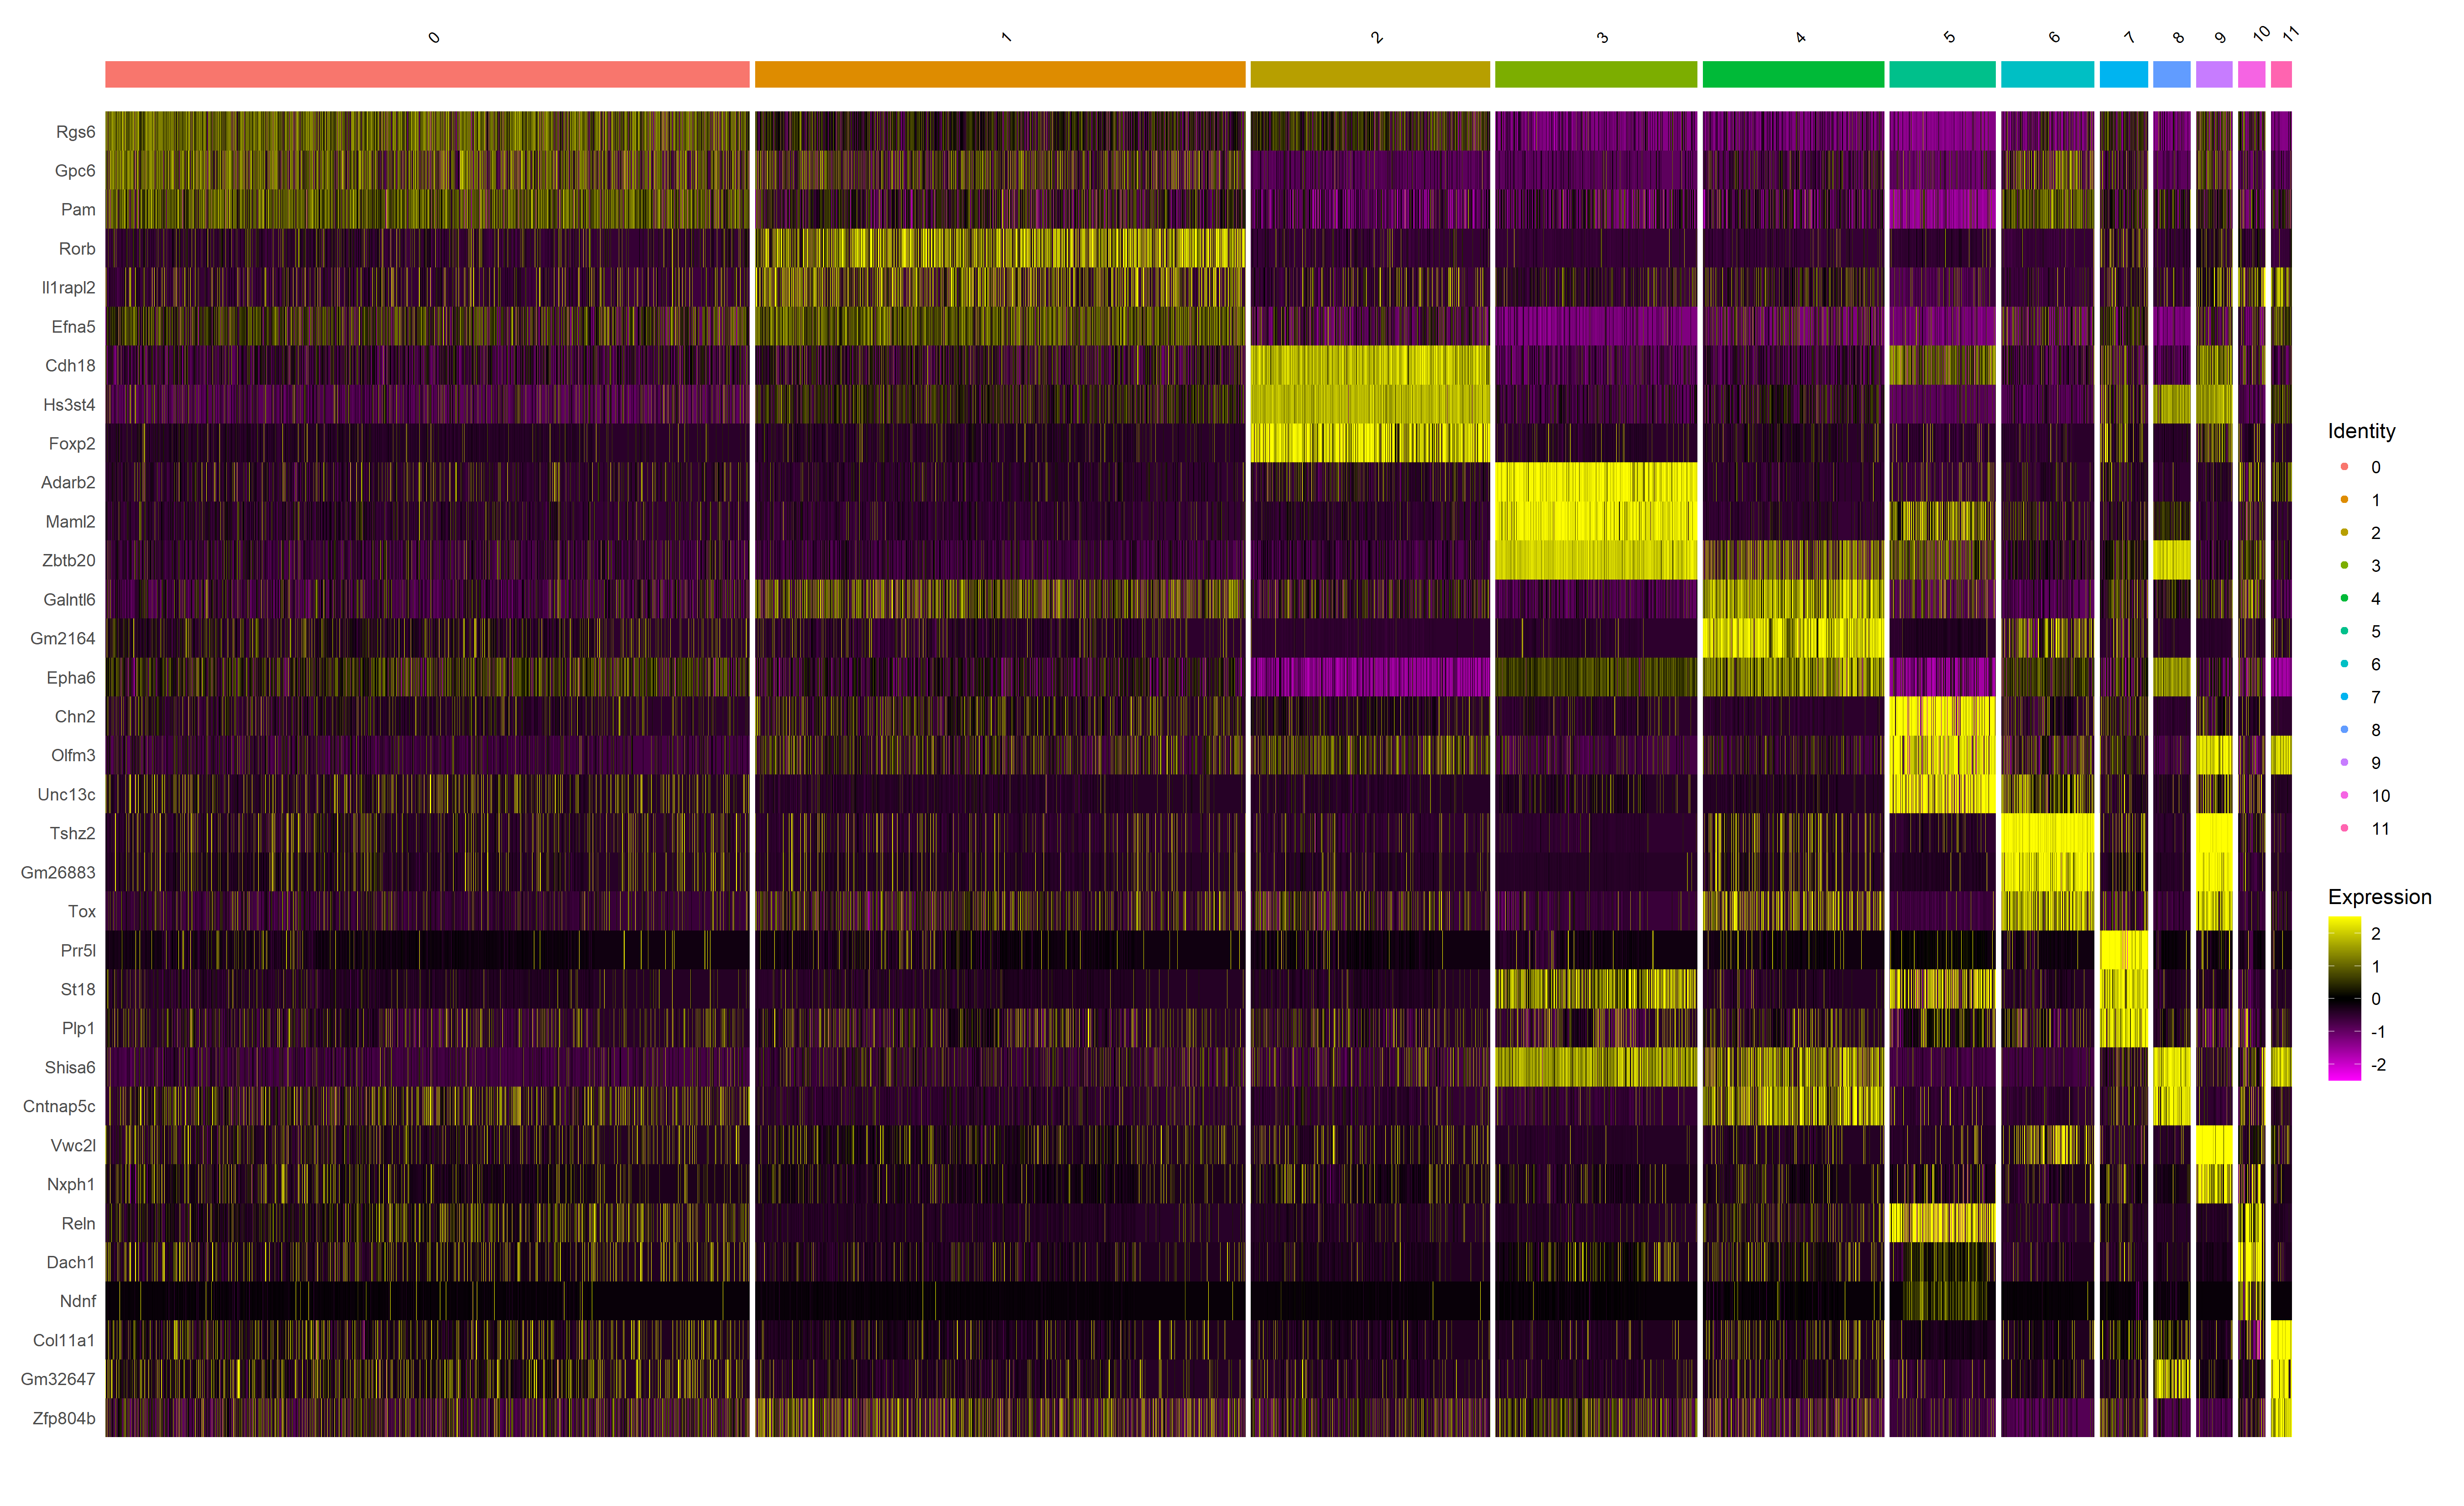 0 1 2 3 4 5 6 7 8 9 10 11
Rgs6
Gpc6
Pam
Rorb
Il1rapl2
Efna5
Cdh18
Hs3st4
Foxp2
Adarb2
Maml2
Zbtb20
Galntl6
Gm2164
Epha6
Chn2
Olfm3
Unc13c
Tshz2
Gm26883
Tox
Prr5l
St18
Plp1
Shisa6
Cntnap5c
Vwc2l
Nxph1
Reln
Dach1
Ndnf
Col11a1
Gm32647
Zfp804b
Identity
0
1
2
3
4
5
6
7
8
9
10
11
Expression
2
1
0
-1
-2